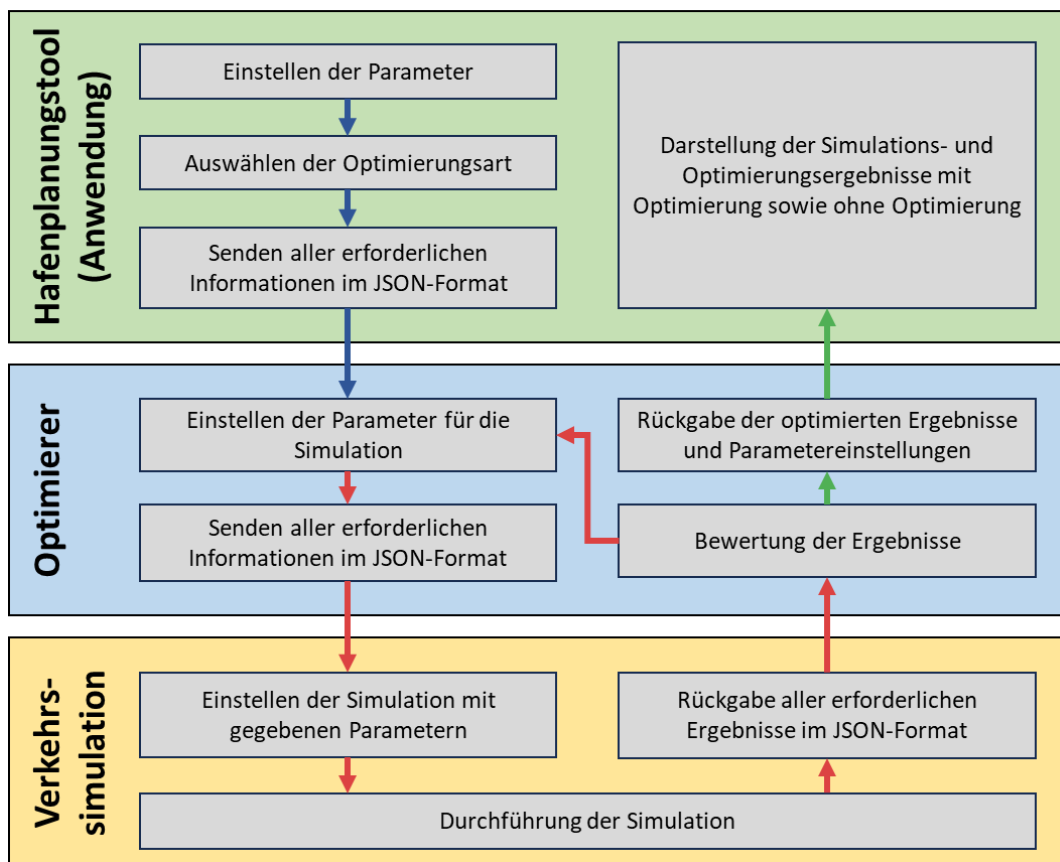 Hafenplanungstool
(Anwendung)
Einstellen der Parameter
Auswählen der Optimierungsart
Senden aller erforderlichen
Informationen im JSON-Format
Darstellung der Simulations- und
Optimierungsergebnisse mit
Optimierung sowie ohne Optimierung
Optimierer
Einstellen der Parameter für die
Simulation
Senden aller erforderlichen
Informationen im JSON-Format
Rückgabe der optimierten Ergebnisse
und Parametereinstellungen
Bewertung der Ergebnisse
Verkehrs-
simulation
Einstellen der Simulation mit
gegebenen Parametern
Rückgabe aller erforderlichen
Ergebnisse im JSON-Format
Durchführung der Simulation